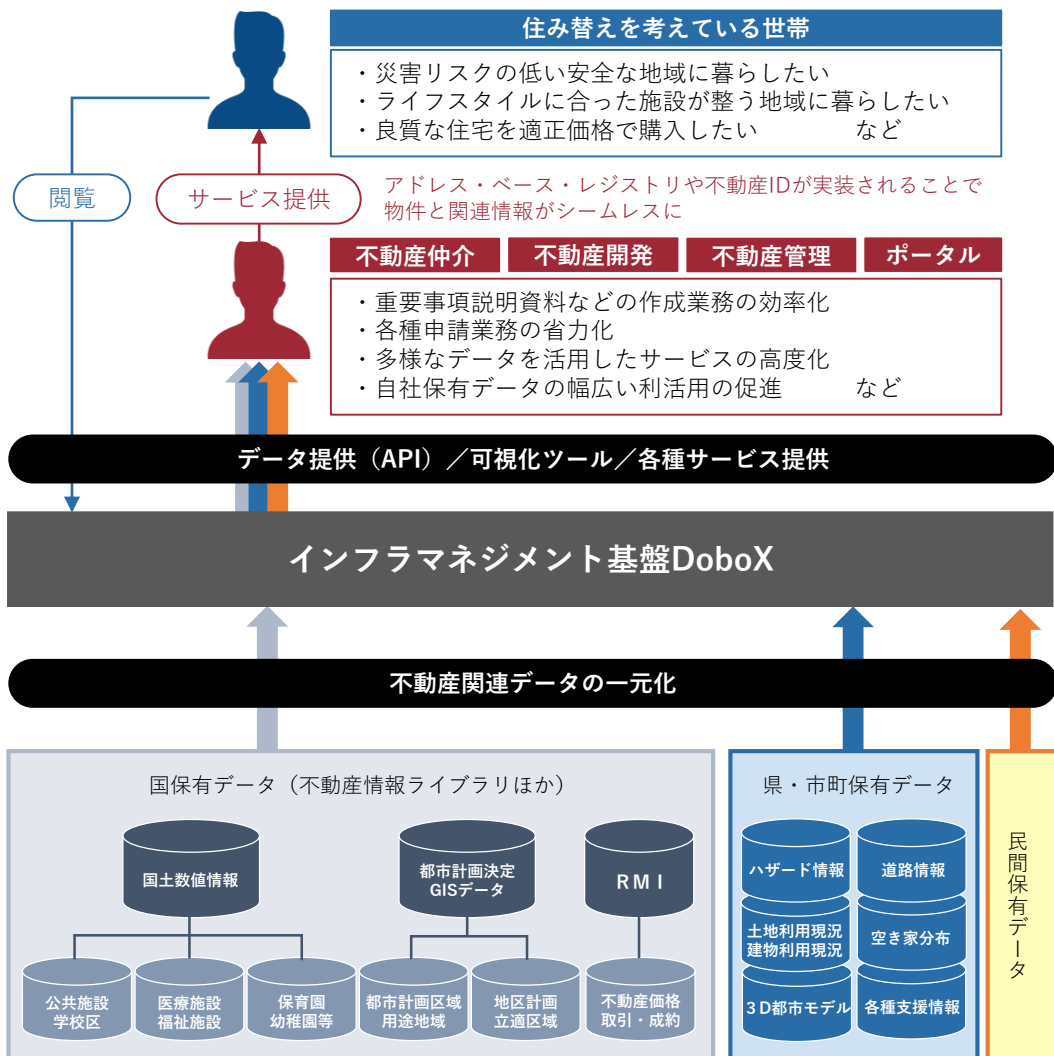 住み替えを考えている世帯
・災害リスクの低い安全な地域に暮らしたい
・ライフスタイルに合った施設が整う地域に暮らしたい
・良質な住宅を適正価格で購入したい　　　　など
閲覧
サービス提供
アドレス・ベース・レジストリや不動産IDが実装されることで
物件と関連情報がシームレスに
不動産仲介
不動産開発
不動産管理
ポータル
・重要事項説明資料などの作成業務の効率化
・各種申請業務の省力化
・多様なデータを活用したサービスの高度化
・自社保有データの幅広い利活用の促進　　　など
データ提供（API）／可視化ツール／各種サービス提供
インフラマネジメント基盤DoboX
不動産関連データの一元化
国保有データ（不動産情報ライブラリほか）
国土数値情報
都市計画決定
GISデータ
RMI
公共施設
学校区
医療施設
福祉施設
保育園
幼稚園等
都市計画区域
用途地域
地区計画
立適区域
不動産価格
取引・成約
県・市町保有データ
ハザード情報
道路情報
土地利用現況
建物利用現況
空き家分布
３D都市モデル
各種支援情報
民間保有データ